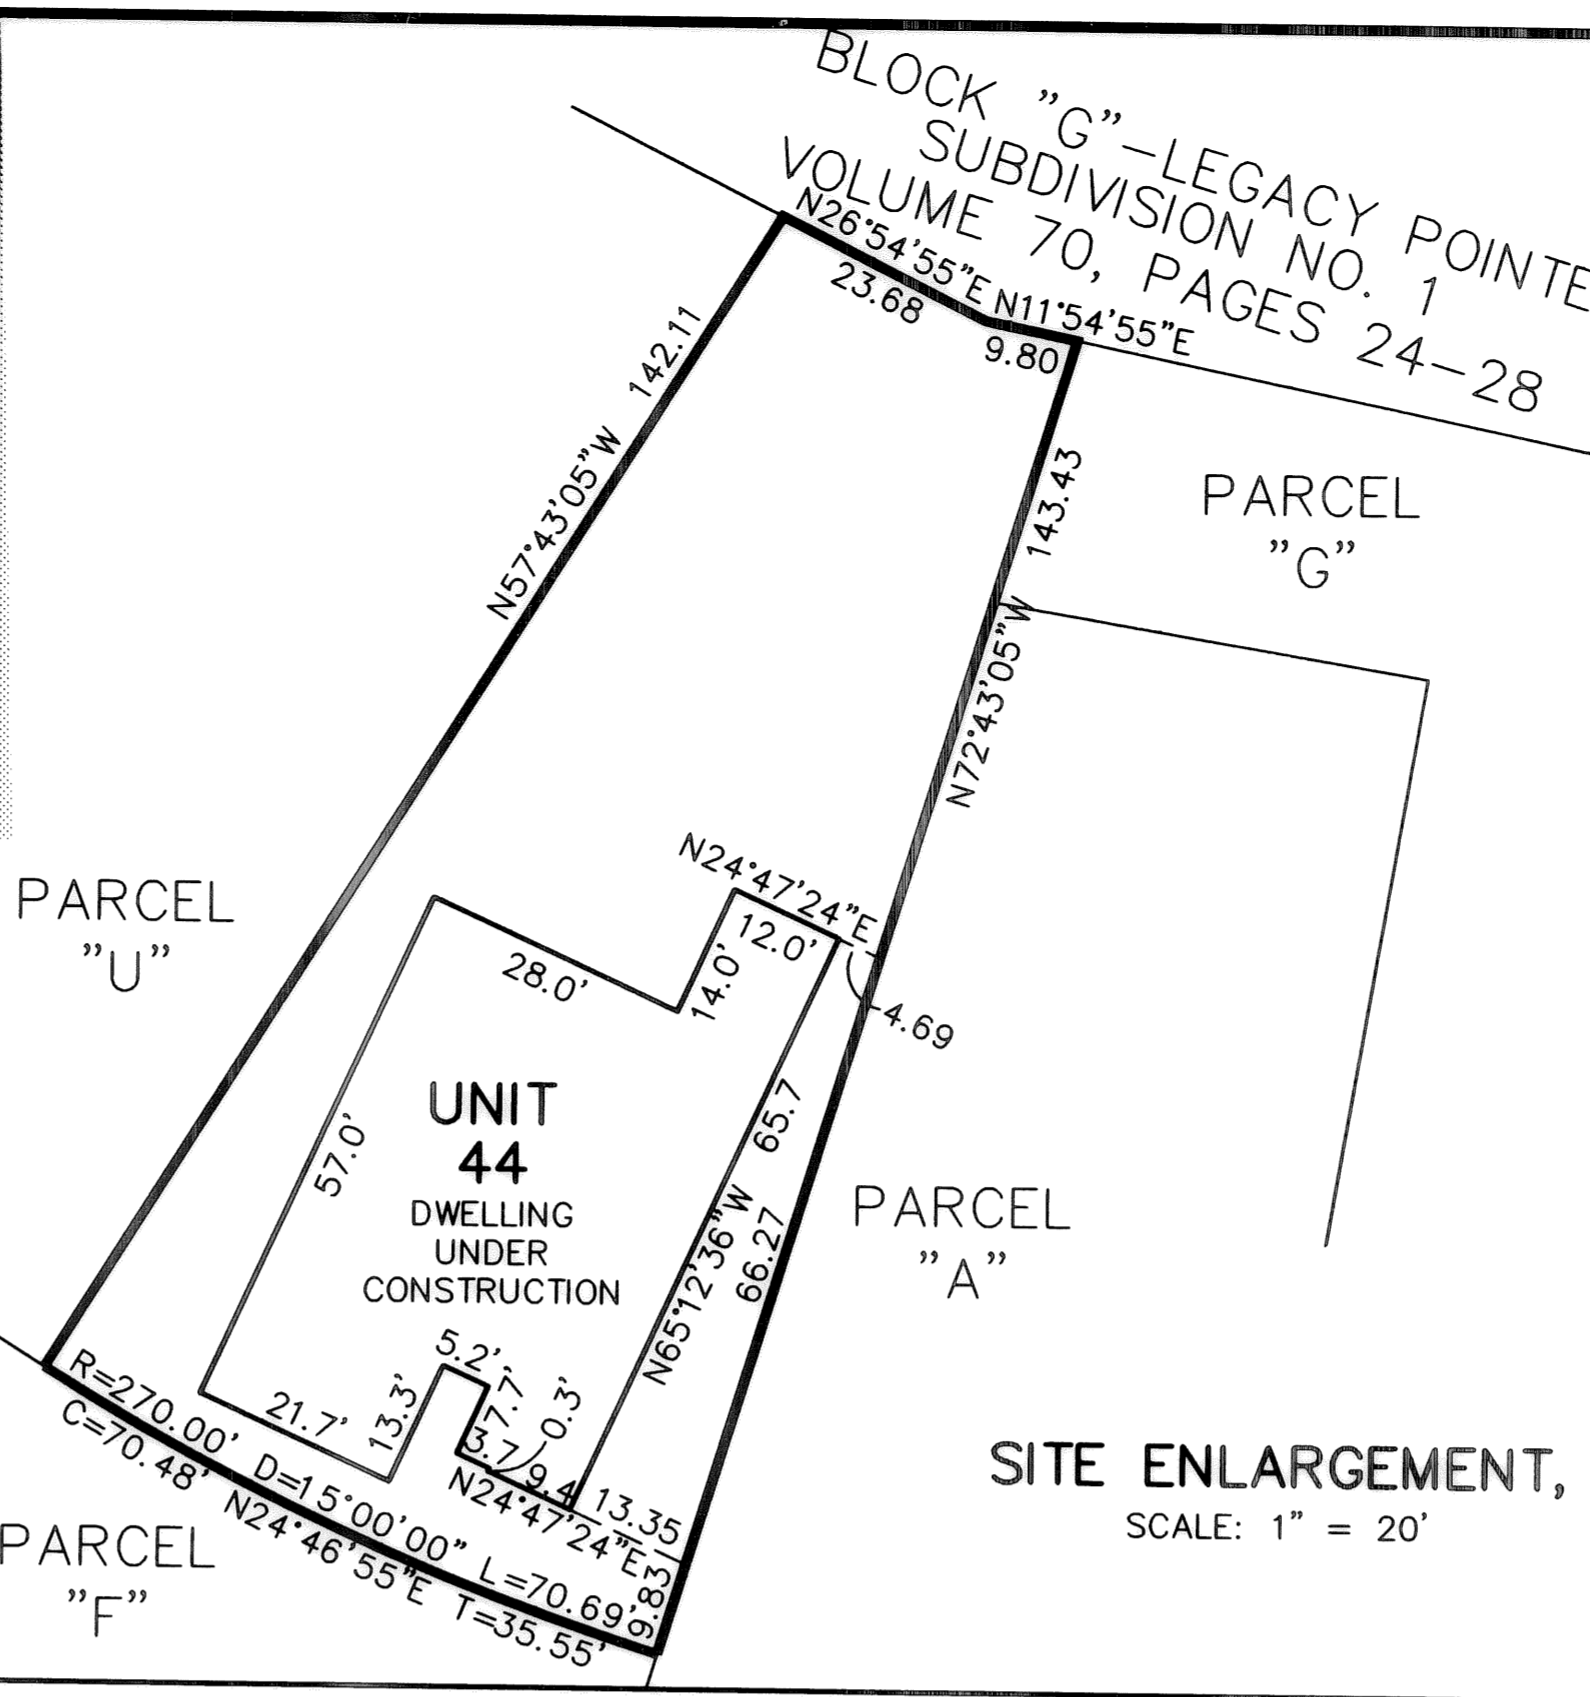 BLOCK "G"–LEGACY POINTE
SUBDIVISION NO. 1
VOLUME 70, PAGES 24–28
N26°54'55"E
23.68
N11°54'55"E
9.80
142.11
N57°43'05"W
143.43
N72°43'05"W
PARCEL
"G"
PARCEL
"U"
N24°47'24"E
12.0'
28.0'
14.0'
4.69
UNIT
44
DWELLING
UNDER
CONSTRUCTION
57.0'
65.7
N65°12'36"W
66.27
PARCEL
"A"
5.2'
7.7'
0.3'
13.3'
21.7'
3.7
9.4
13.35
N24°47'24"E
9.83
R=270.00' D=15°00'00" L=70.69'
C=70.48' N24°46'55"E T=35.55'
PARCEL
"F"
SITE ENLARGEMENT,
SCALE: 1" = 20'